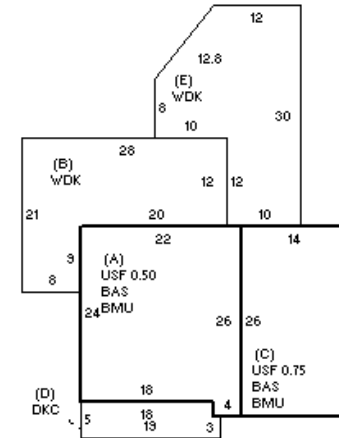 12
12.8
(E)
WDK
8
30
10
28
(B)
WDK
12 12
21
20
10
22
14
9
(A)
USF 0.50
BAS
BMU
8
24
26 26
(C)
USF 0.75
BAS
BMU
(D)
DKC
18
4
5
18
19
3